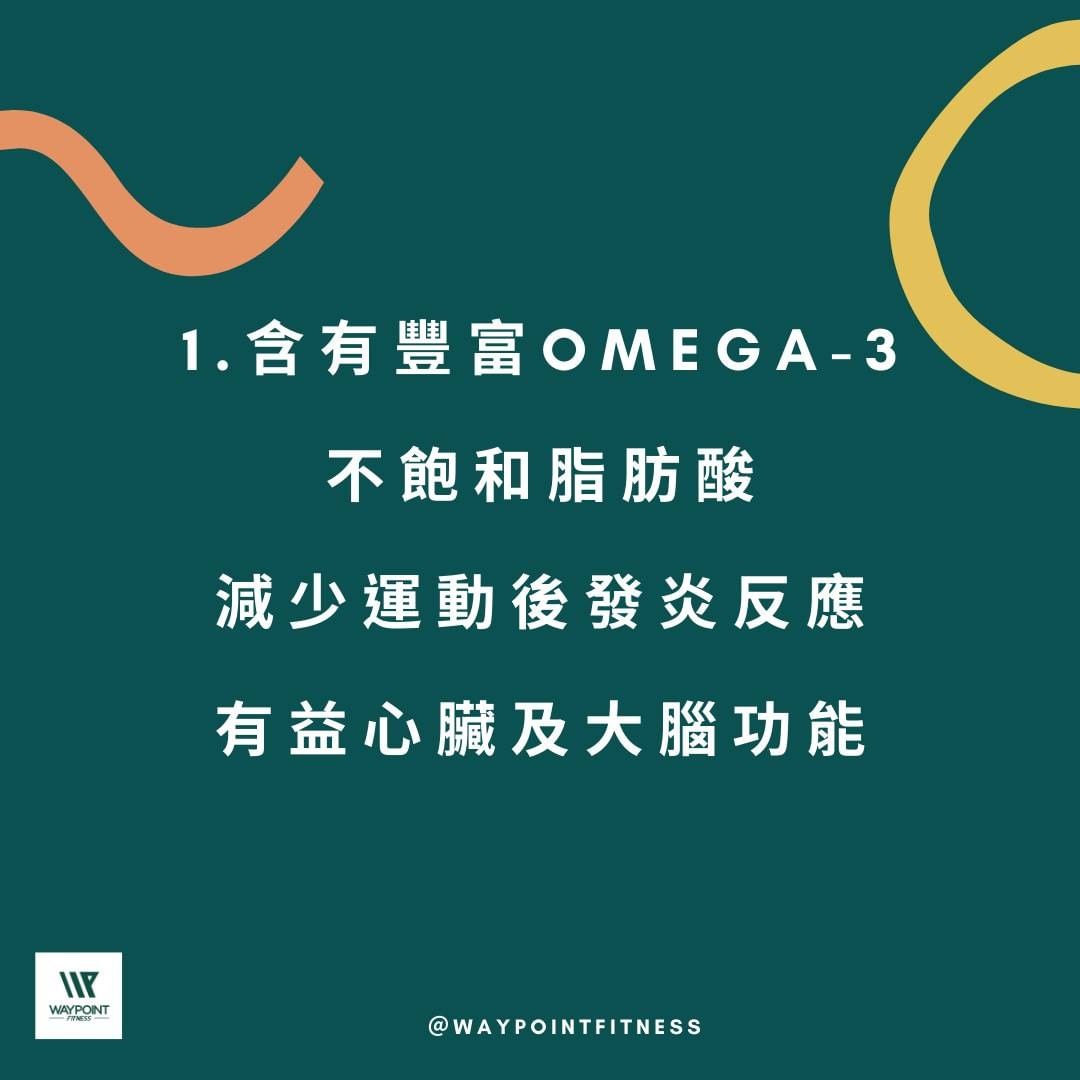 1.含有豐富OMEGA-3
不飽和脂肪酸
減少運動後發炎反應
有益心臟及大腦功能
WP
WAYPOINT
FITNESS
@WAYPOINTFITNESS